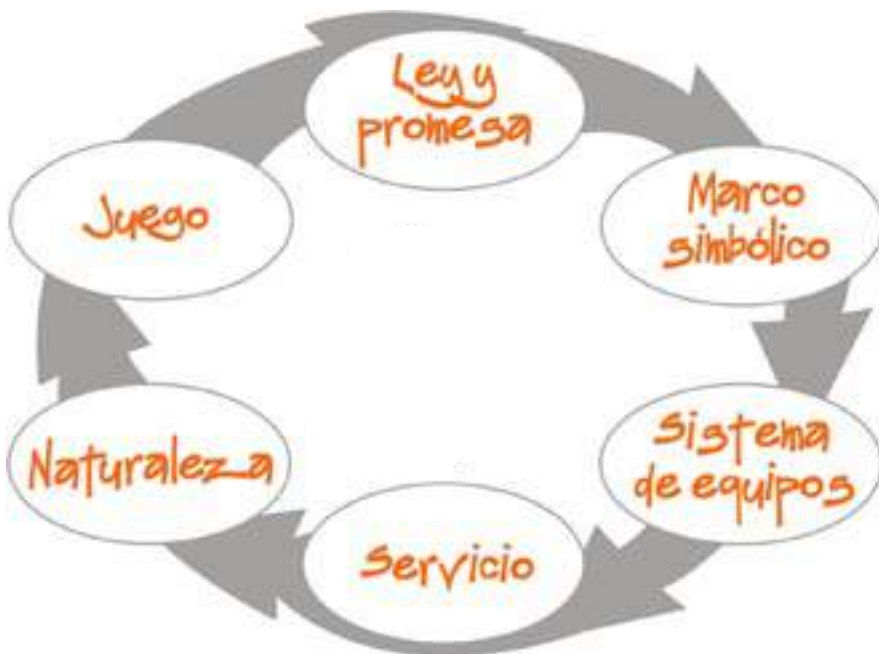 Ley y
promesa
Marco
simbólico
Sistema
de equipos
Servicio
Naturaleza
Juego